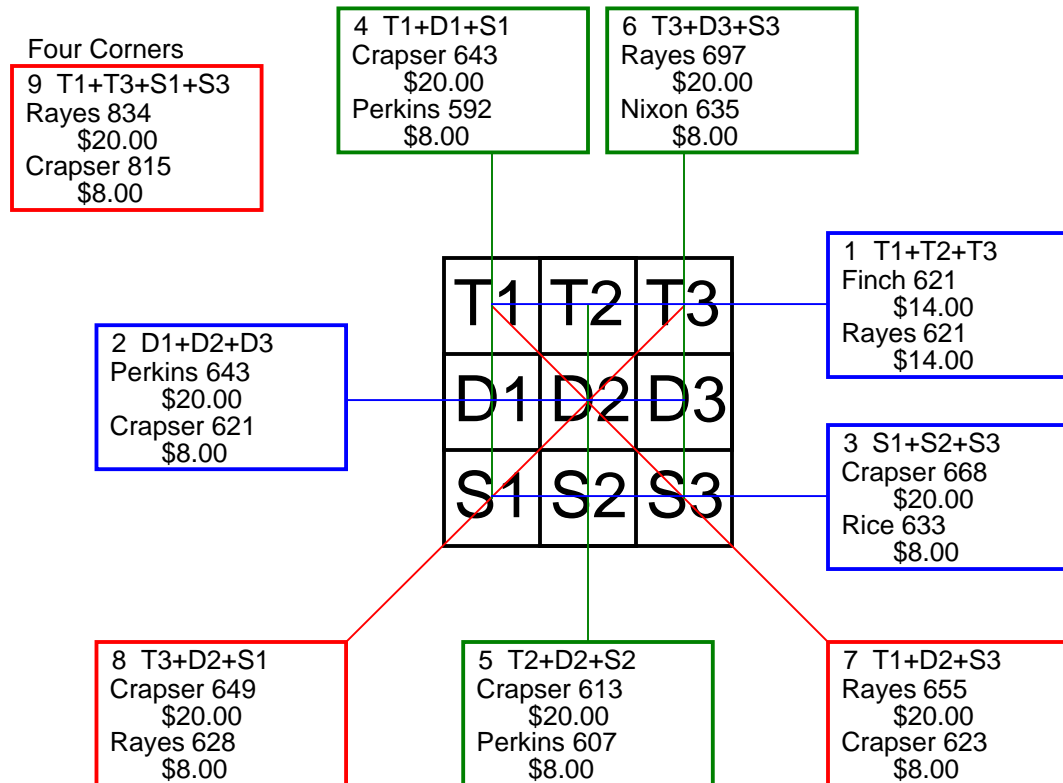 Four Corners
9 T1+T3+S1+S3
Rayes 834
$20.00
Crapser 815
$8.00
4 T1+D1+S1
Crapser 643
$20.00
Perkins 592
$8.00
6 T3+D3+S3
Rayes 697
$20.00
Nixon 635
$8.00
1 T1+T2+T3
Finch 621
$14.00
Rayes 621
$14.00
T1 T2 T3
2 D1+D2+D3
Perkins 643
$20.00
Crapser 621
$8.00
D1 D2 D3
3 S1+S2+S3
Crapser 668
$20.00
Rice 633
$8.00
S1 S2 S3
8 T3+D2+S1
Crapser 649
$20.00
Rayes 628
$8.00
5 T2+D2+S2
Crapser 613
$20.00
Perkins 607
$8.00
7 T1+D2+S3
Rayes 655
$20.00
Crapser 623
$8.00